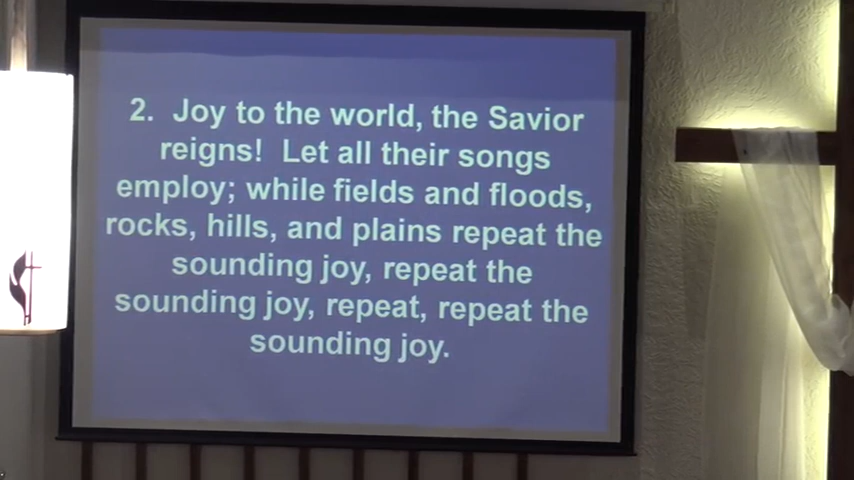 2. Joy to the world, the Savior
reigns! Let all their songs
employ; while fields and floods,
rocks, hills, and plains repeat the
sounding joy, repeat the
sounding joy, repeat, repeat the
sounding joy.